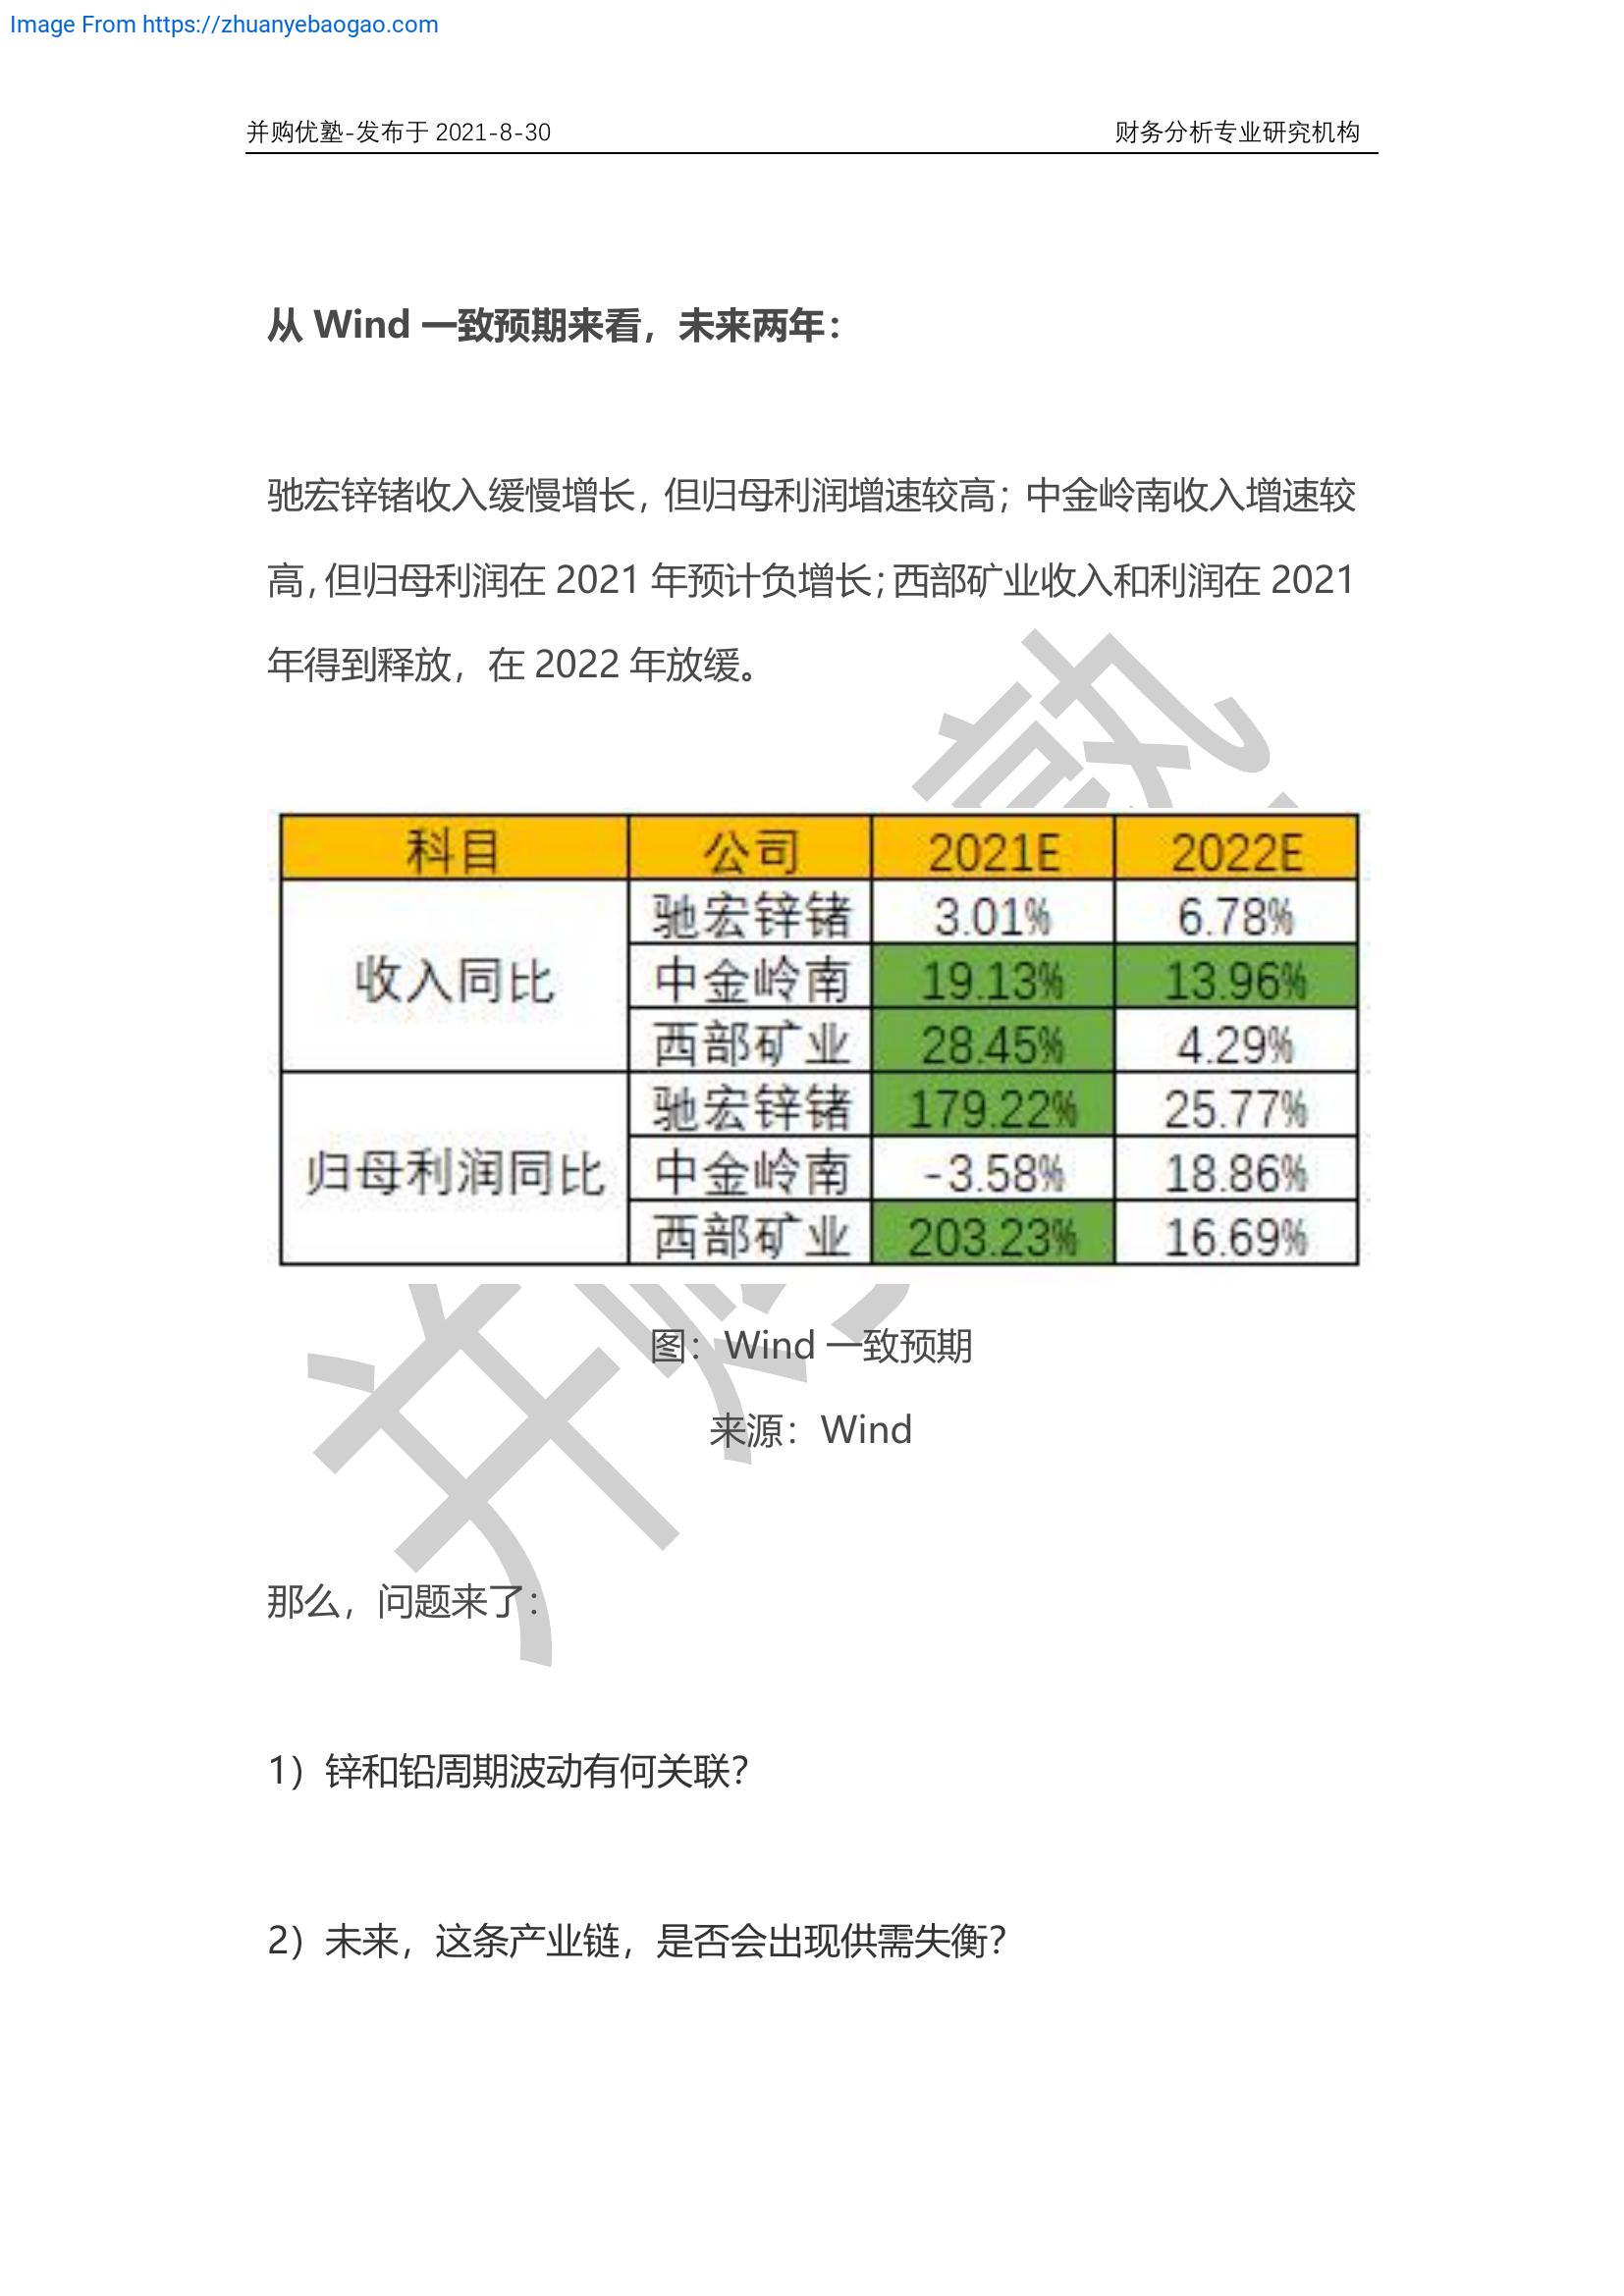 Image From https://zhuanyebaogao.com
并购优塾-发布于 2021-8-30 财务分析专业研究机构
从 Wind 一致预期来看，未来两年：
驰宏锌锗收入缓慢增长，但归母利润增速较高；中金岭南收入增速较
高，但归母利润在 2021 年预计负增长；西部矿业收入和利润在 2021
年得到释放，在 2022 年放缓。
科目 公司 2021E 2022E
收入同比 驰宏锌锗 3.01% 6.78%
中金岭南 19.13% 13.96%
西部矿业 28.45% 4.29%
归母利润同比 驰宏锌锗 179.22% 25.77%
中金岭南 -3.58% 18.86%
西部矿业 203.23% 16.69%
图：Wind 一致预期
来源：Wind
那么，问题来了：
1）锌和铅周期波动有何关联？
2）未来，这条产业链，是否会出现供需失衡？